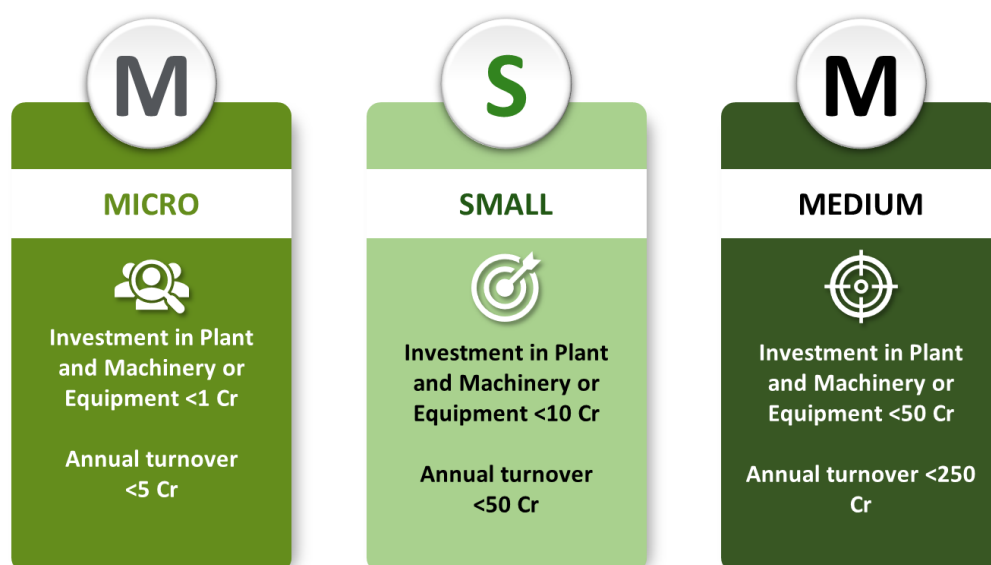 M
MICRO
Investment in Plant
and Machinery or
Equipment <1 Cr
Annual turnover
<5 Cr
S
SMALL
Investment in Plant
and Machinery or
Equipment <10 Cr
Annual turnover
<50 Cr
M
MEDIUM
Investment in Plant
and Machinery or
Equipment <50 Cr
Annual turnover <250
Cr